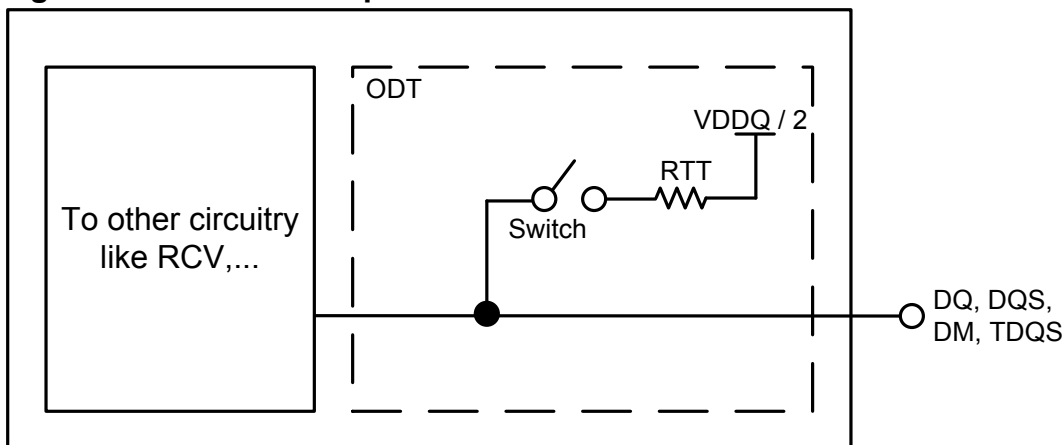 ODT
VDDQ / 2
RTT
Switch
To other circuitry
like RCV,...
DQ, DQS,
DM, TDQS